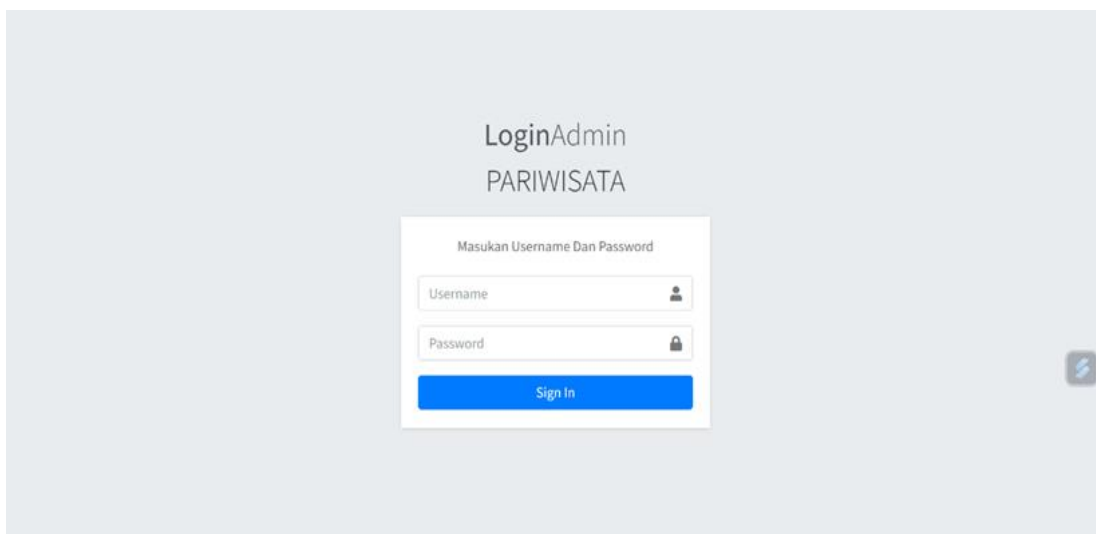 LoginAdmin
PARIWISATA
Masukan Username Dan Password
Username
Password
Sign In